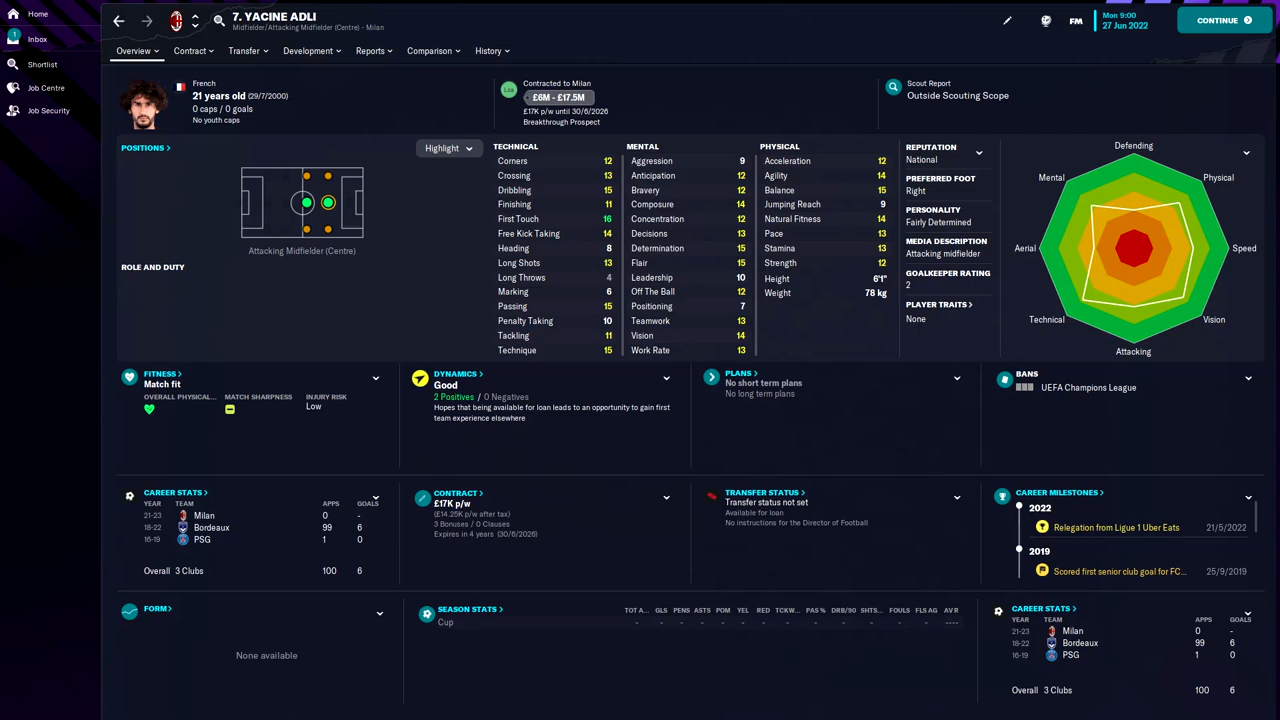 Home
1
Inbox
Shortlist
Job Centre
Job Security
7. YACINE ADLI
Midfielder/Attacking Midfielder (Centre) - Milan
FM
Mon 9:00
27 Jun 2022
CONTINUE
Overview
Contract
Transfer
Development
Reports
Comparison
History
French
21 years old (29/7/2000)
0 caps / 0 goals
No youth caps
Loa
Contracted to Milan
£6M - £17.5M
£17K p/w until 30/6/2026
Breakthrough Prospect
Scout Report
Outside Scouting Scope
POSITIONS
Highlight
Attacking Midfielder (Centre)
ROLE AND DUTY
TECHNICAL
Corners 12
Crossing 13
Dribbling 15
Finishing 11
First Touch 16
Free Kick Taking 14
Heading 8
Long Shots 13
Long Throws 4
Marking 6
Passing 15
Penalty Taking 10
Tackling 11
Technique 15
MENTAL
Aggression 9
Anticipation 12
Bravery 12
Composure 14
Concentration 12
Decisions 13
Determination 15
Flair 15
Leadership 10
Off The Ball 12
Positioning 7
Teamwork 13
Vision 14
Work Rate 13
PHYSICAL
Acceleration 12
Agility 14
Balance 15
Jumping Reach 9
Natural Fitness 14
Pace 13
Stamina 13
Strength 12
Height 6'1"
Weight 78 kg
REPUTATION
National
PREFERRED FOOT
Right
PERSONALITY
Fairly Determined
MEDIA DESCRIPTION
Attacking midfielder
GOALKEEPER RATING
2
PLAYER TRAITS
None
Defending
Physical
Speed
Vision
Attacking
Technical
Aerial
Mental
FITNESS
Match fit
OVERALL PHYSICAL... MATCH SHARPNESS INJURY RISK
Low
DYNAMICS
Good
2 Positives / 0 Negatives
Hopes that being available for loan leads to an opportunity to gain first
team experience elsewhere
PLANS
No short term plans
No long term plans
BANS
UEFA Champions League
CAREER STATS
YEAR TEAM APPS GOALS
21-23 Milan 0 -
18-22 Bordeaux 99 6
16-19 PSG 1 0
Overall 3 Clubs 100 6
CONTRACT
£17K p/w
(£14.25K p/w after tax)
3 Bonuses / 0 Clauses
Expires in 4 years (30/6/2026)
TRANSFER STATUS
Transfer status not set
Available for loan
No instructions for the Director of Football
CAREER MILESTONES
2022
Relegation from Ligue 1 Uber Eats 21/5/2022
2019
Scored first senior club goal for FC... 25/9/2019
FORM
None available
SEASON STATS
TOT A... GLS PENS ASTS POM YEL RED TCKW... PAS % DRB/90 SHTS... FOULS FLS AG AV R
Cup - - - - - - - - - - - - - ----
CAREER STATS
YEAR TEAM APPS GOALS
21-23 Milan 0 -
18-22 Bordeaux 99 6
16-19 PSG 1 0
Overall 3 Clubs 100 6